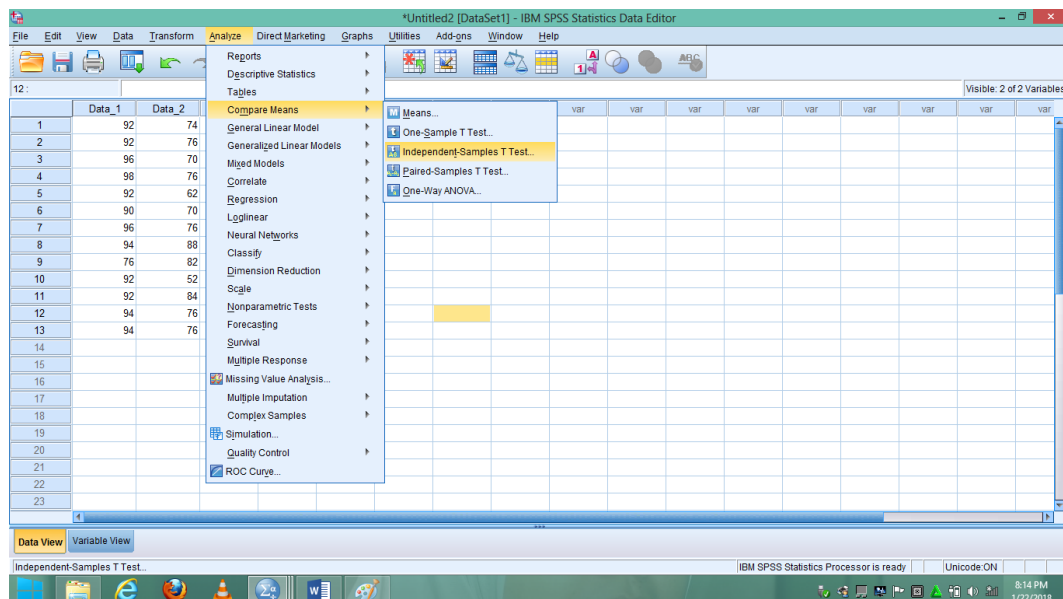 *Untitled2 [DataSet1] - IBM SPSS Statistics Data Editor
File Edit View Data Transform Analyze Direct Marketing Graphs Utilities Add-ons Window Help
12 :
Visible: 2 of 2 Variables
Data_1 Data_2 var var var var var var var var var
1 92 74
2 92 76
3 96 70
4 98 76
5 92 62
6 90 70
7 96 76
8 94 88
9 76 82
10 92 52
11 92 84
12 94 76
13 94 76
14
15
16
17
18
19
20
21
22
23
Reports
Descriptive Statistics
Tables
Compare Means
General Linear Model
Generalized Linear Models
Mixed Models
Correlate
Regression
Loglinear
Neural Networks
Classify
Dimension Reduction
Scale
Nonparametric Tests
Forecasting
Survival
Multiple Response
Missing Value Analysis...
Multiple Imputation
Complex Samples
Simulation...
Quality Control
ROC Curve...
Means...
One-Sample T Test...
Independent-Samples T Test...
Paired-Samples T Test...
One-Way ANOVA...
Data View Variable View
Independent-Samples T Test... IBM SPSS Statistics Processor is ready Unicode:ON
8:14 PM
1/22/2018